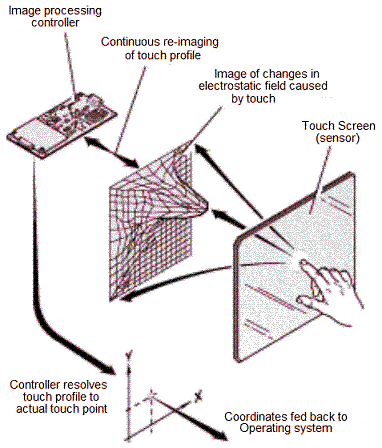 Image processing
controller
Continuous re-imaging
of touch profile
Image of changes in
electrostatic field caused
by touch
Touch Screen
(sensor)
Controller resolves
touch profile to
actual touch point
Y
X
Coordinates fed back to
Operating system